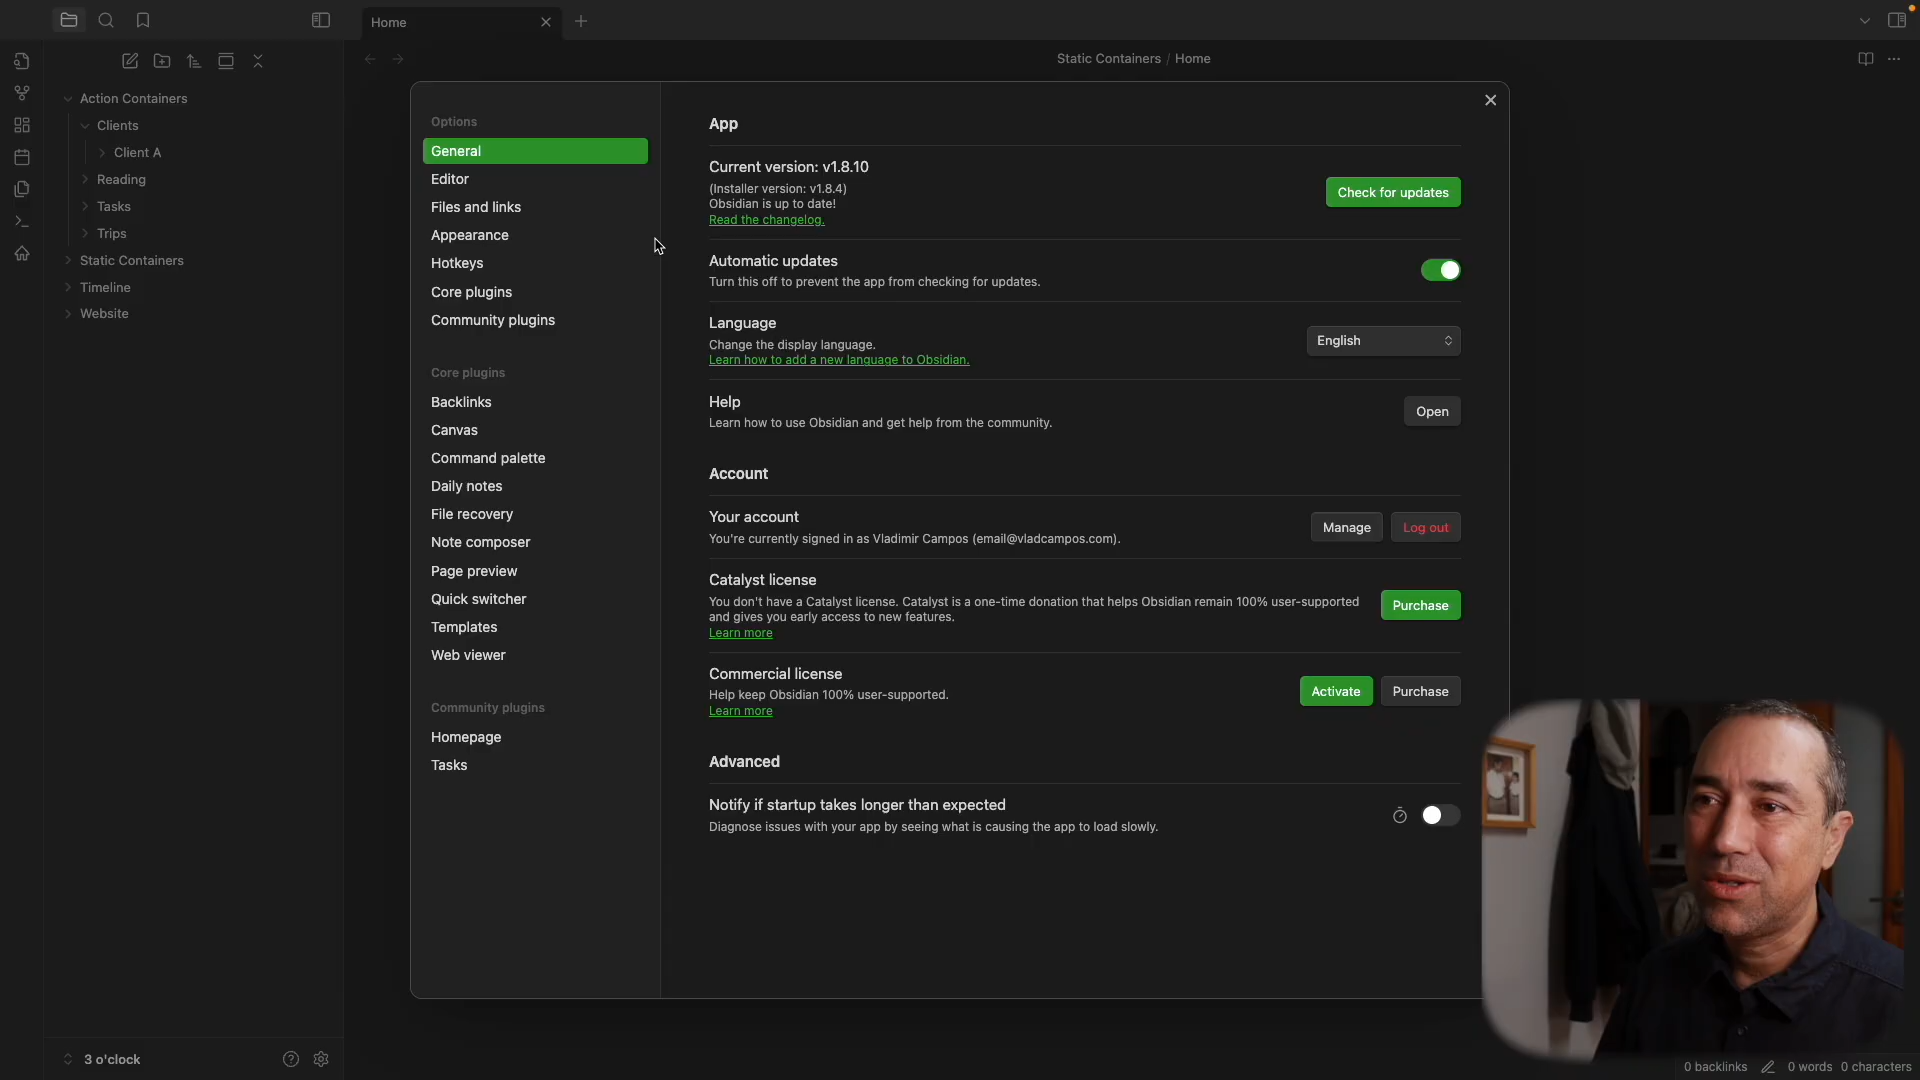 Home
Static Containers / Home
Action Containers
Clients
Client A
Reading
Tasks
Trips
Static Containers
Timeline
Website
3 o'clock
Options
General
Editor
Files and links
Appearance
Hotkeys
Core plugins
Community plugins
Core plugins
Backlinks
Canvas
Command palette
Daily notes
File recovery
Note composer
Page preview
Quick switcher
Templates
Web viewer
Community plugins
Homepage
Tasks
App
Current version: v1.8.10
(Installer version: v1.8.4)
Obsidian is up to date!
Read the changelog.
Check for updates
Automatic updates
Turn this off to prevent the app from checking for updates.
Language
Change the display language.
Learn how to add a new language to Obsidian.
English
Help
Learn how to use Obsidian and get help from the community.
Open
Account
Your account
You're currently signed in as Vladimir Campos (email@vladcampos.com).
Manage
Log out
Catalyst license
You don't have a Catalyst license. Catalyst is a one-time donation that helps Obsidian remain 100% user-supported
and gives you early access to new features.
Learn more
Purchase
Commercial license
Help keep Obsidian 100% user-supported.
Learn more
Activate
Purchase
Advanced
Notify if startup takes longer than expected
Diagnose issues with your app by seeing what is causing the app to load slowly.
0 backlinks
0 words
0 characters